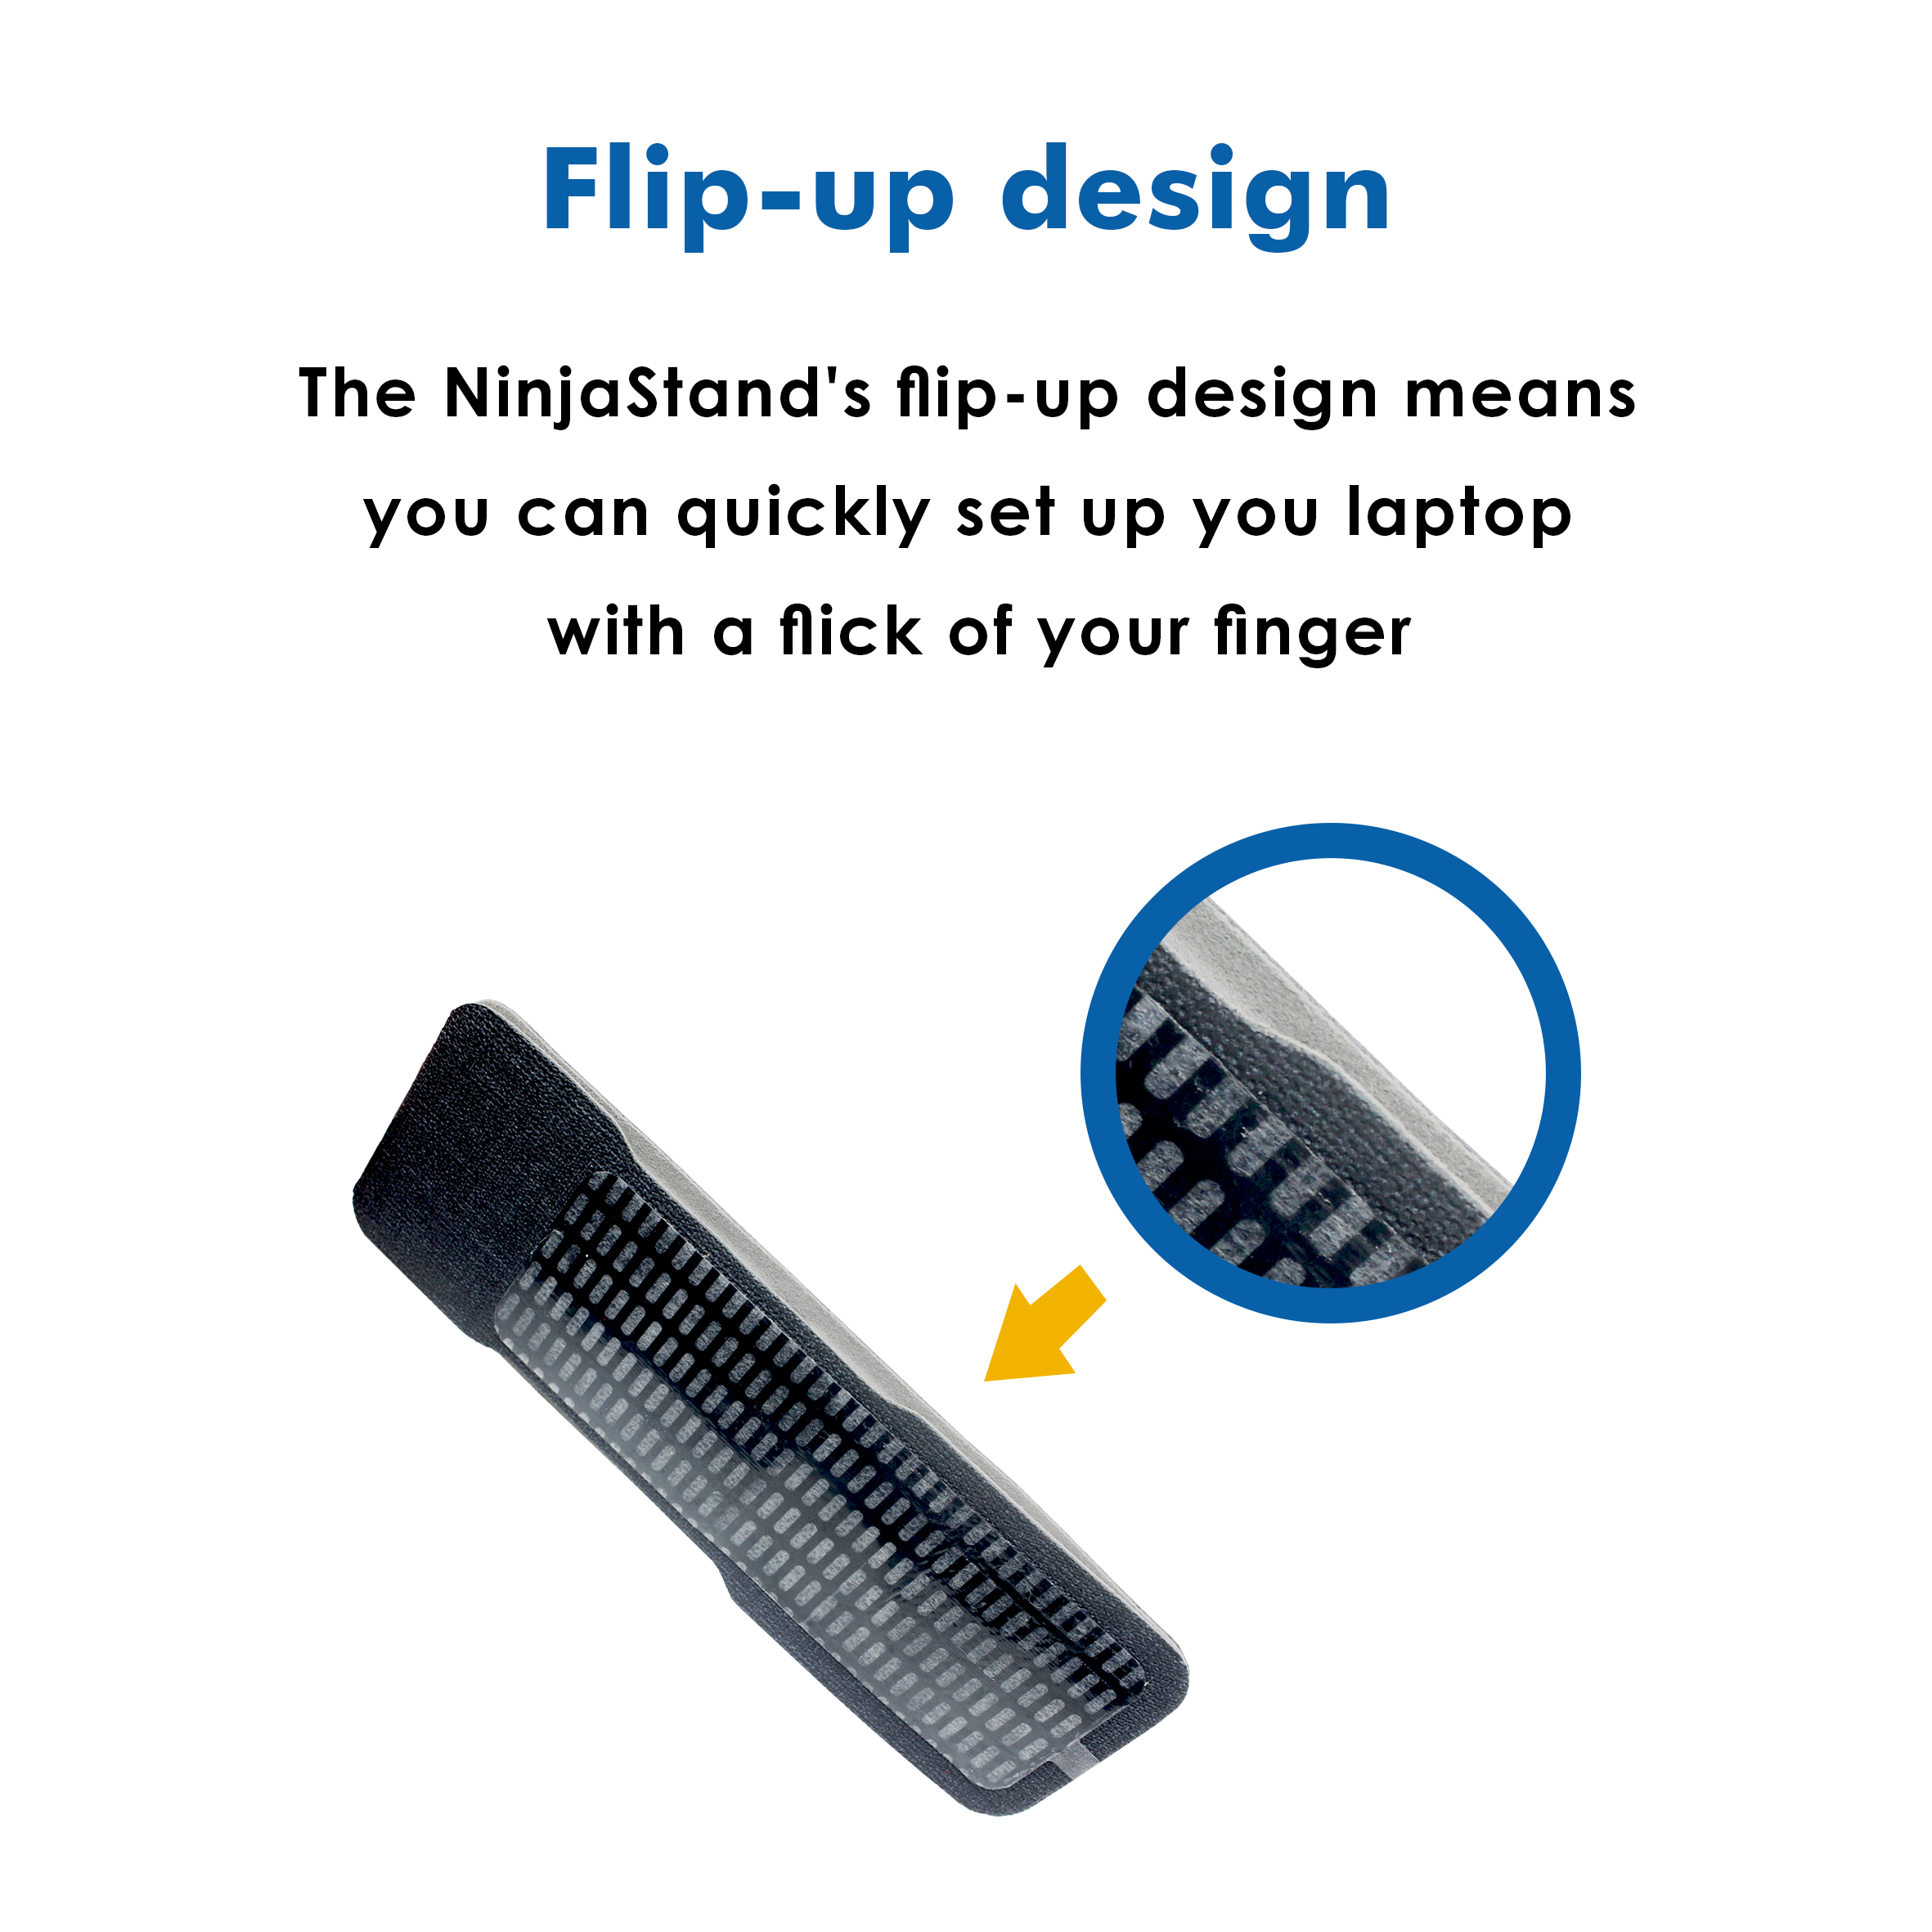 Flip-up design
The NinjaStand's flip-up design means
you can quickly set up you laptop
with a flick of your finger